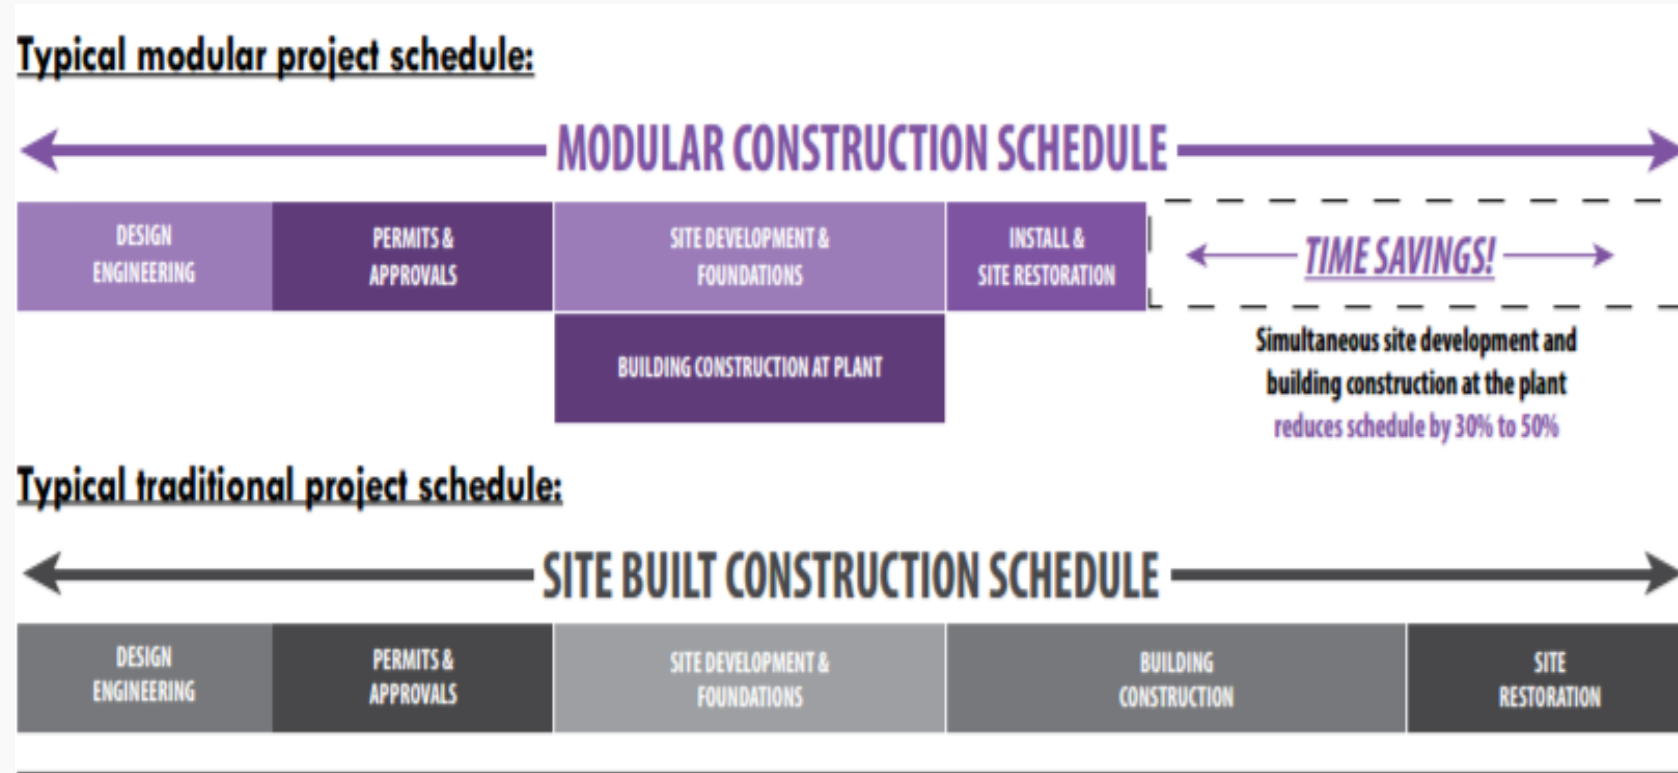 Typical modular project schedule:
MODULAR CONSTRUCTION SCHEDULE
DESIGN
ENGINEERING
PERMITS &
APPROVALS
SITE DEVELOPMENT &
FOUNDATIONS
INSTALL &
SITE RESTORATION
TIME SAVINGS!
BUILDING CONSTRUCTION AT PLANT
Simultaneous site development and
building construction at the plant
reduces schedule by 30% to 50%
Typical traditional project schedule:
SITE BUILT CONSTRUCTION SCHEDULE
DESIGN
ENGINEERING
PERMITS &
APPROVALS
SITE DEVELOPMENT &
FOUNDATIONS
BUILDING
CONSTRUCTION
SITE
RESTORATION